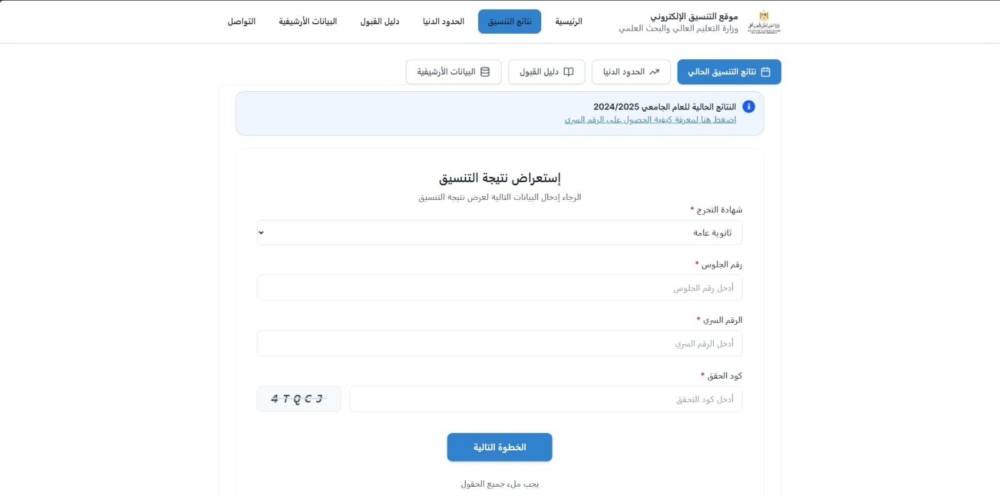 موقع التنسيق الإلكتروني
وزارة التعليم العالي والبحث العلمي
الرئيسية
نتائج التنسيق
الحدود الدنيا
دليل القبول
البيانات الأرشيفية
التواصل
نتائج التنسيق الحالي
الحدود الدنيا
دليل القبول
البيانات الأرشيفية
النتائج الحالية للعام الجامعي 2024/2025
اضغط هنا لمعرفة كيفية الحصول على الرقم السري
إستعراض نتيجة التنسيق
الرجاء إدخال البيانات التالية لعرض نتيجة التنسيق
شهادة التخرج *
ثانوية عامة
رقم الجلوس *
أدخل رقم الجلوس
الرقم السري *
أدخل الرقم السري
كود الحقق *
أدخل كود التحقق
4TQCJ
الخطوة التالية
يجب ملء جميع الحقول